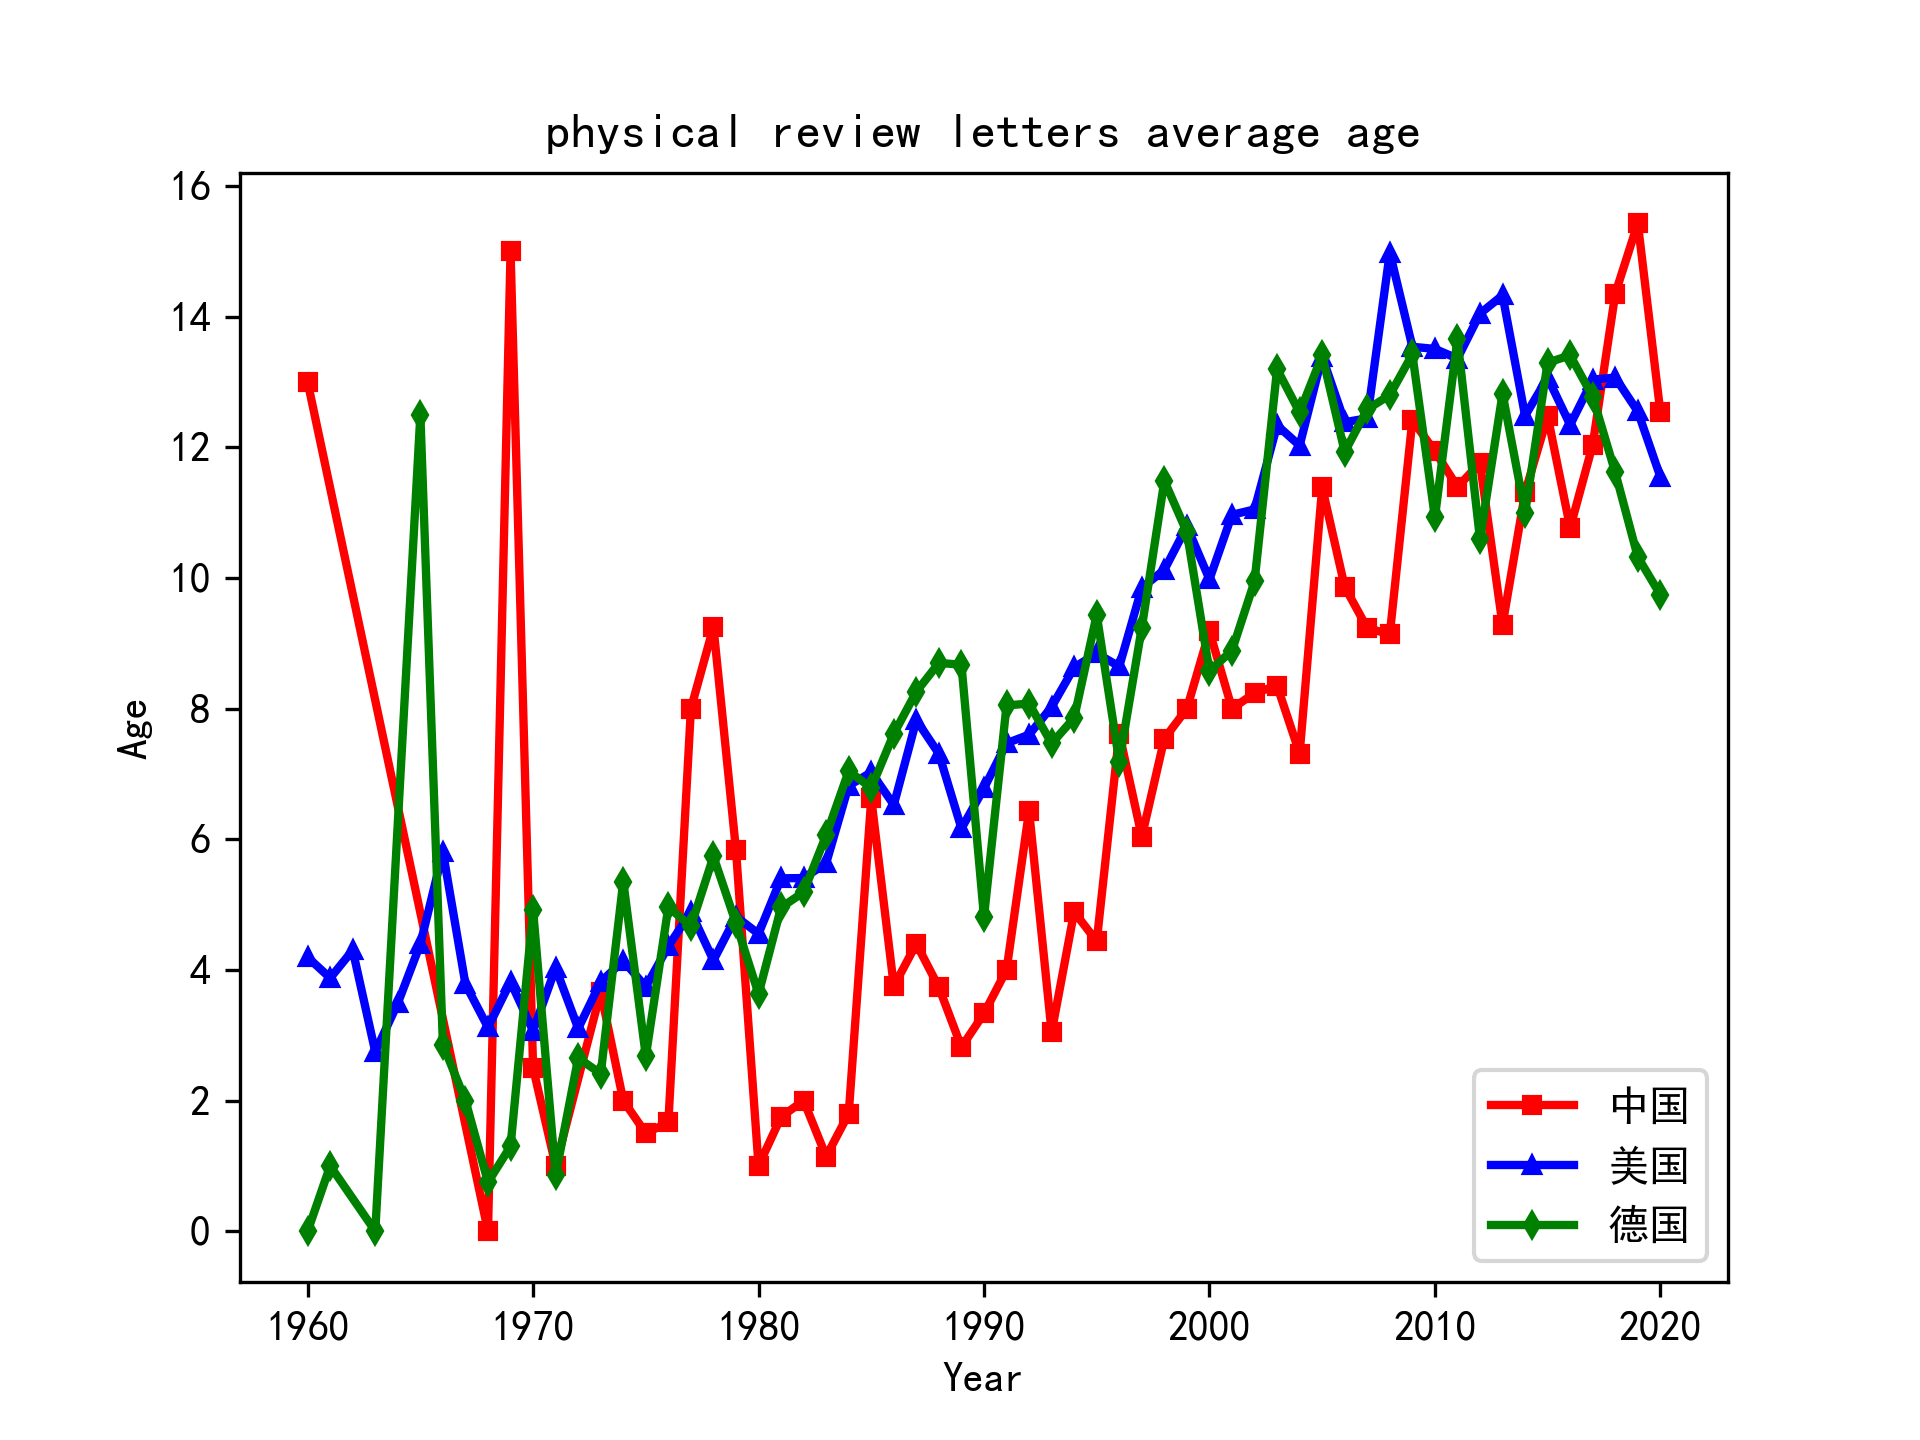 physical review letters average age
16
14
12
10
8
6
4
2
0
Age
1960 1970 1980 1990 2000 2010 2020
Year
中国
美国
德国